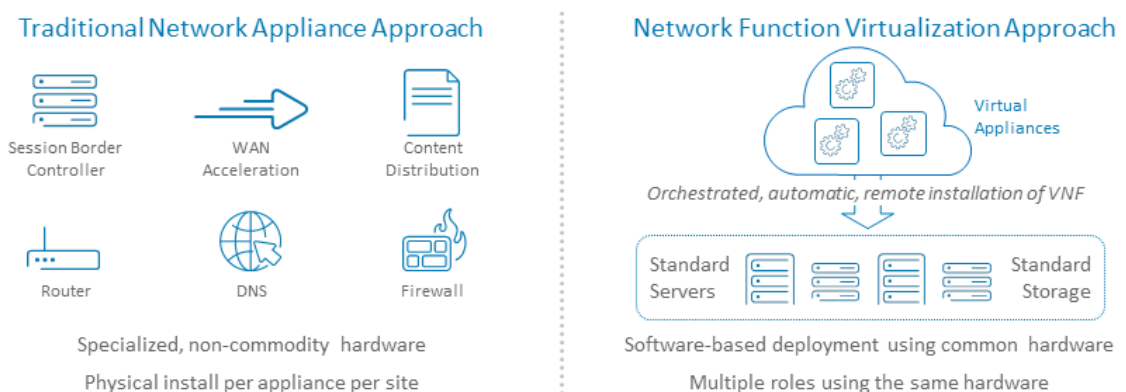 Traditional Network Appliance Approach
Session Border
Controller
WAN
Acceleration
Content
Distribution
Router
DNS
Firewall
Specialized, non-commodity hardware
Physical install per appliance per site
Network Function Virtualization Approach
Virtual
Appliances
Orchestrated, automatic, remote installation of VNF
Standard
Servers
Standard
Storage
Software-based deployment using common hardware
Multiple roles using the same hardware